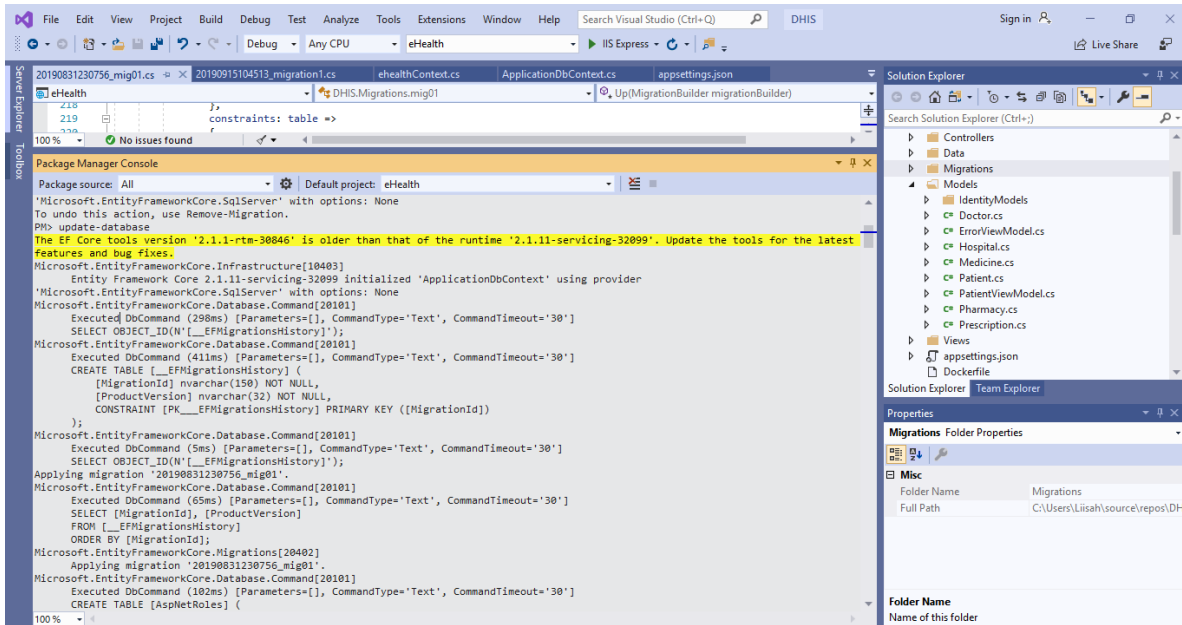 File Edit View Project Build Debug Test Analyze Tools Extensions Window Help Search Visual Studio (Ctrl+Q) DHIS Sign in
Debug Any CPU eHealth IIS Express Live Share
Server Explorer
Toolbox
20190831230756_mig01.cs 20190915104513_migration1.cs ehealthContext.cs ApplicationDbContext.cs appsettings.json
eHealth DHIS.Migrations.mig01 Up(MigrationBuilder migrationBuilder)
218 },
219 constraints: table =>
220 {
100 % No issues found
Package Manager Console
Package source: All Default project: eHealth
'Microsoft.EntityFrameworkCore.SqlServer' with options: None
To undo this action, use Remove-Migration.
PM> update-database
The EF Core tools version '2.1.1-rtm-30846' is older than that of the runtime '2.1.11-servicing-32099'. Update the tools for the latest
features and bug fixes.
Microsoft.EntityFrameworkCore.Infrastructure[10403]
Entity Framework Core 2.1.11-servicing-32099 initialized 'ApplicationDbContext' using provider
'Microsoft.EntityFrameworkCore.SqlServer' with options: None
Microsoft.EntityFrameworkCore.Database.Command[20101]
Executed DbCommand (298ms) [Parameters=[], CommandType='Text', CommandTimeout='30']
SELECT OBJECT_ID(N'[__EFMigrationsHistory]');
Microsoft.EntityFrameworkCore.Database.Command[20101]
Executed DbCommand (411ms) [Parameters=[], CommandType='Text', CommandTimeout='30']
CREATE TABLE [__EFMigrationsHistory] (
[MigrationId] nvarchar(150) NOT NULL,
[ProductVersion] nvarchar(32) NOT NULL,
CONSTRAINT [PK___EFMigrationsHistory] PRIMARY KEY ([MigrationId])
);
Microsoft.EntityFrameworkCore.Database.Command[20101]
Executed DbCommand (5ms) [Parameters=[], CommandType='Text', CommandTimeout='30']
SELECT OBJECT_ID(N'[__EFMigrationsHistory]');
Applying migration '20190831230756_mig01'.
Microsoft.EntityFrameworkCore.Database.Command[20101]
Executed DbCommand (65ms) [Parameters=[], CommandType='Text', CommandTimeout='30']
SELECT [MigrationId], [ProductVersion]
FROM [__EFMigrationsHistory]
ORDER BY [MigrationId];
Microsoft.EntityFrameworkCore.Migrations[20402]
Applying migration '20190831230756_mig01'.
Microsoft.EntityFrameworkCore.Database.Command[20101]
Executed DbCommand (102ms) [Parameters=[], CommandType='Text', CommandTimeout='30']
CREATE TABLE [AspNetRoles] (
100 %
Solution Explorer
Search Solution Explorer (Ctrl+;)
Controllers
Data
Migrations
Models
IdentityModels
C# Doctor.cs
C# ErrorViewModel.cs
C# Hospital.cs
C# Medicine.cs
C# Patient.cs
C# PatientViewModel.cs
C# Pharmacy.cs
C# Prescription.cs
Views
appsettings.json
Dockerfile
Solution Explorer Team Explorer
Properties
Migrations Folder Properties
Misc
Folder Name Migrations
Full Path C:\Users\Liisah\source\repos\DH
Folder Name
Name of this folder